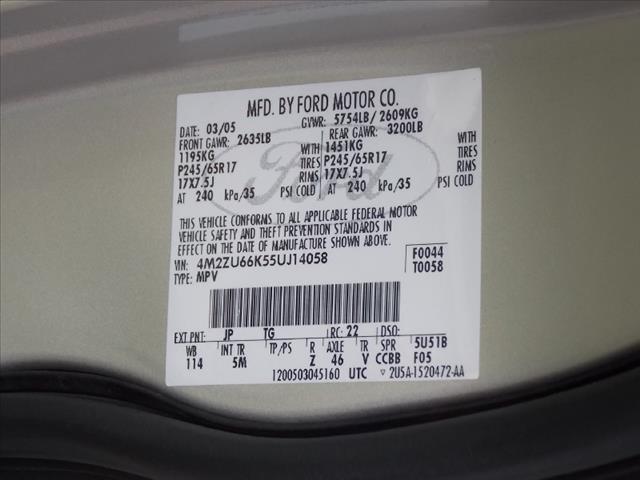 MFD. BY FORD MOTOR CO.
DATE: 03/05 GVWR: 5754LB/ 2609KG
FRONT GAWR: 2635LB REAR GAWR: 3200LB
1195KG WITH 1451KG WITH
P245/65R17 TIRES P245/65R17 TIRES
17X7.5J RIMS 17X7.5J RIMS
AT 240 kPa/35 PSI COLD AT 240 kPa/35 PSI COLD
Ford
THIS VEHICLE CONFORMS TO ALL APPLICABLE FEDERAL MOTOR
VEHICLE SAFETY AND THEFT PREVENTION STANDARDS IN
EFFECT ON THE DATE OF MANUFACTURE SHOWN ABOVE.
VIN: 4M2ZU66K55UJ14058 F0044
TYPE: MPV T0058
EXT PNT: JP TG RC: 22 DSO:
WB INT TR TP/PS R AXLE TR SPR 5U51B
114 5M Z 46 V CCBB F05
1200503045160 UTC ▽ 2U5A-1520472-AA